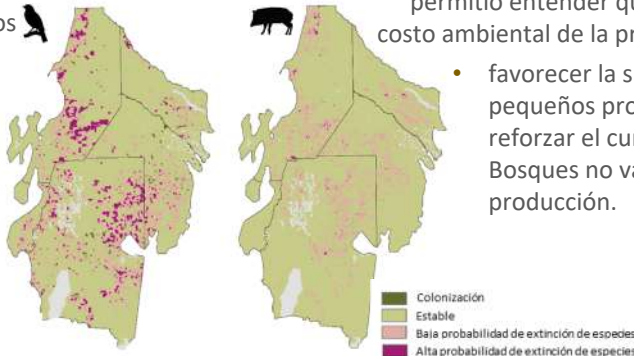 os
permitió entender qu
costo ambiental de la pr
• favorecer la s
pequeños pro
reforzar el cu
Bosques no va
producción.
Colonización
Estable
Baja probabilidad de extinción de especies
Alta probabilidad de extinción de especies